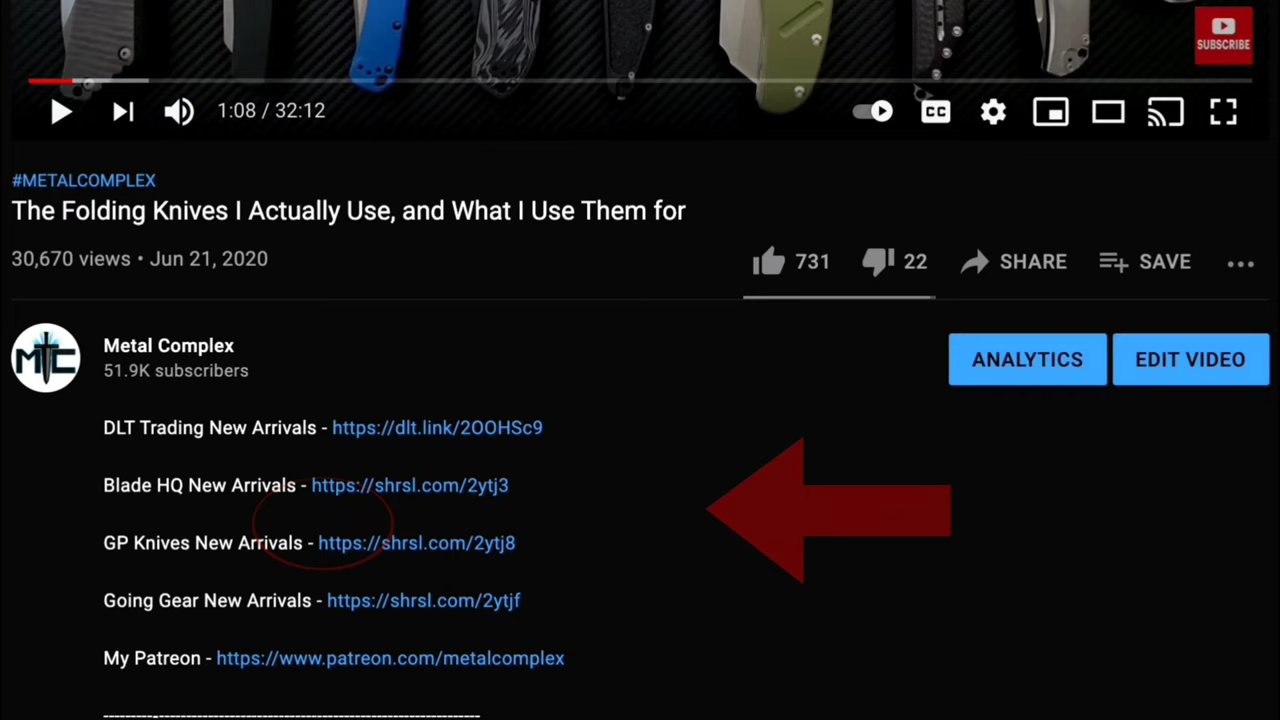 SUBSCRIBE
1:08 / 32:12
CC
#METALCOMPLEX
The Folding Knives I Actually Use, and What I Use Them for
30,670 views • Jun 21, 2020
731 22 SHARE SAVE
MTC
Metal Complex
51.9K subscribers
ANALYTICS EDIT VIDEO
DLT Trading New Arrivals - https://dlt.link/2OOHSc9
Blade HQ New Arrivals - https://shrsl.com/2ytj3
GP Knives New Arrivals - https://shrsl.com/2ytj8
Going Gear New Arrivals - https://shrsl.com/2ytjf
My Patreon - https://www.patreon.com/metalcomplex